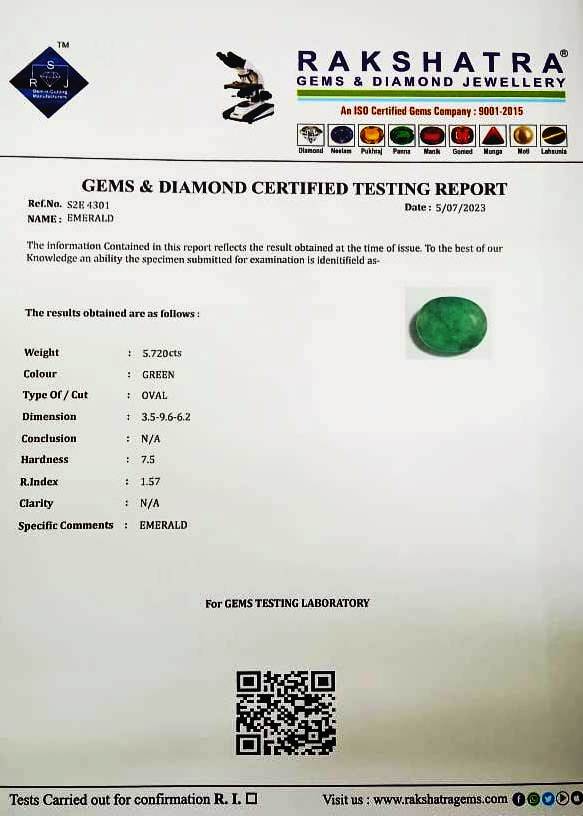 TM
S
R J
Gemin Cutting
Manufacturers
RAKSHATRA®
GEMS & DIAMOND JEWELLERY
An ISO Certified Gems Company : 9001-2015
Diamond Neelam Pukhraj Panna Manik Gomed Munga Moti Lahsunia
GEMS & DIAMOND CERTIFIED TESTING REPORT
Ref.No. S2E 4301
Date : 5/07/2023
NAME : EMERALD
The information Contained in this report reflects the result obtained at the time of issue. To the best of our
Knowledge an ability the specimen submitted for examination is identifield as-
The results obtained are as follows :
Weight : 5.720cts
Colour : GREEN
Type Of / Cut : OVAL
Dimension : 3.5-9.6-6.2
Conclusion : N/A
Hardness : 7.5
R.Index : 1.57
Clarity : N/A
Specific Comments : EMERALD
For GEMS TESTING LABORATORY
Tests Carried out for confirmation R. I. ☐
Visit us : www.rakshatragems.com